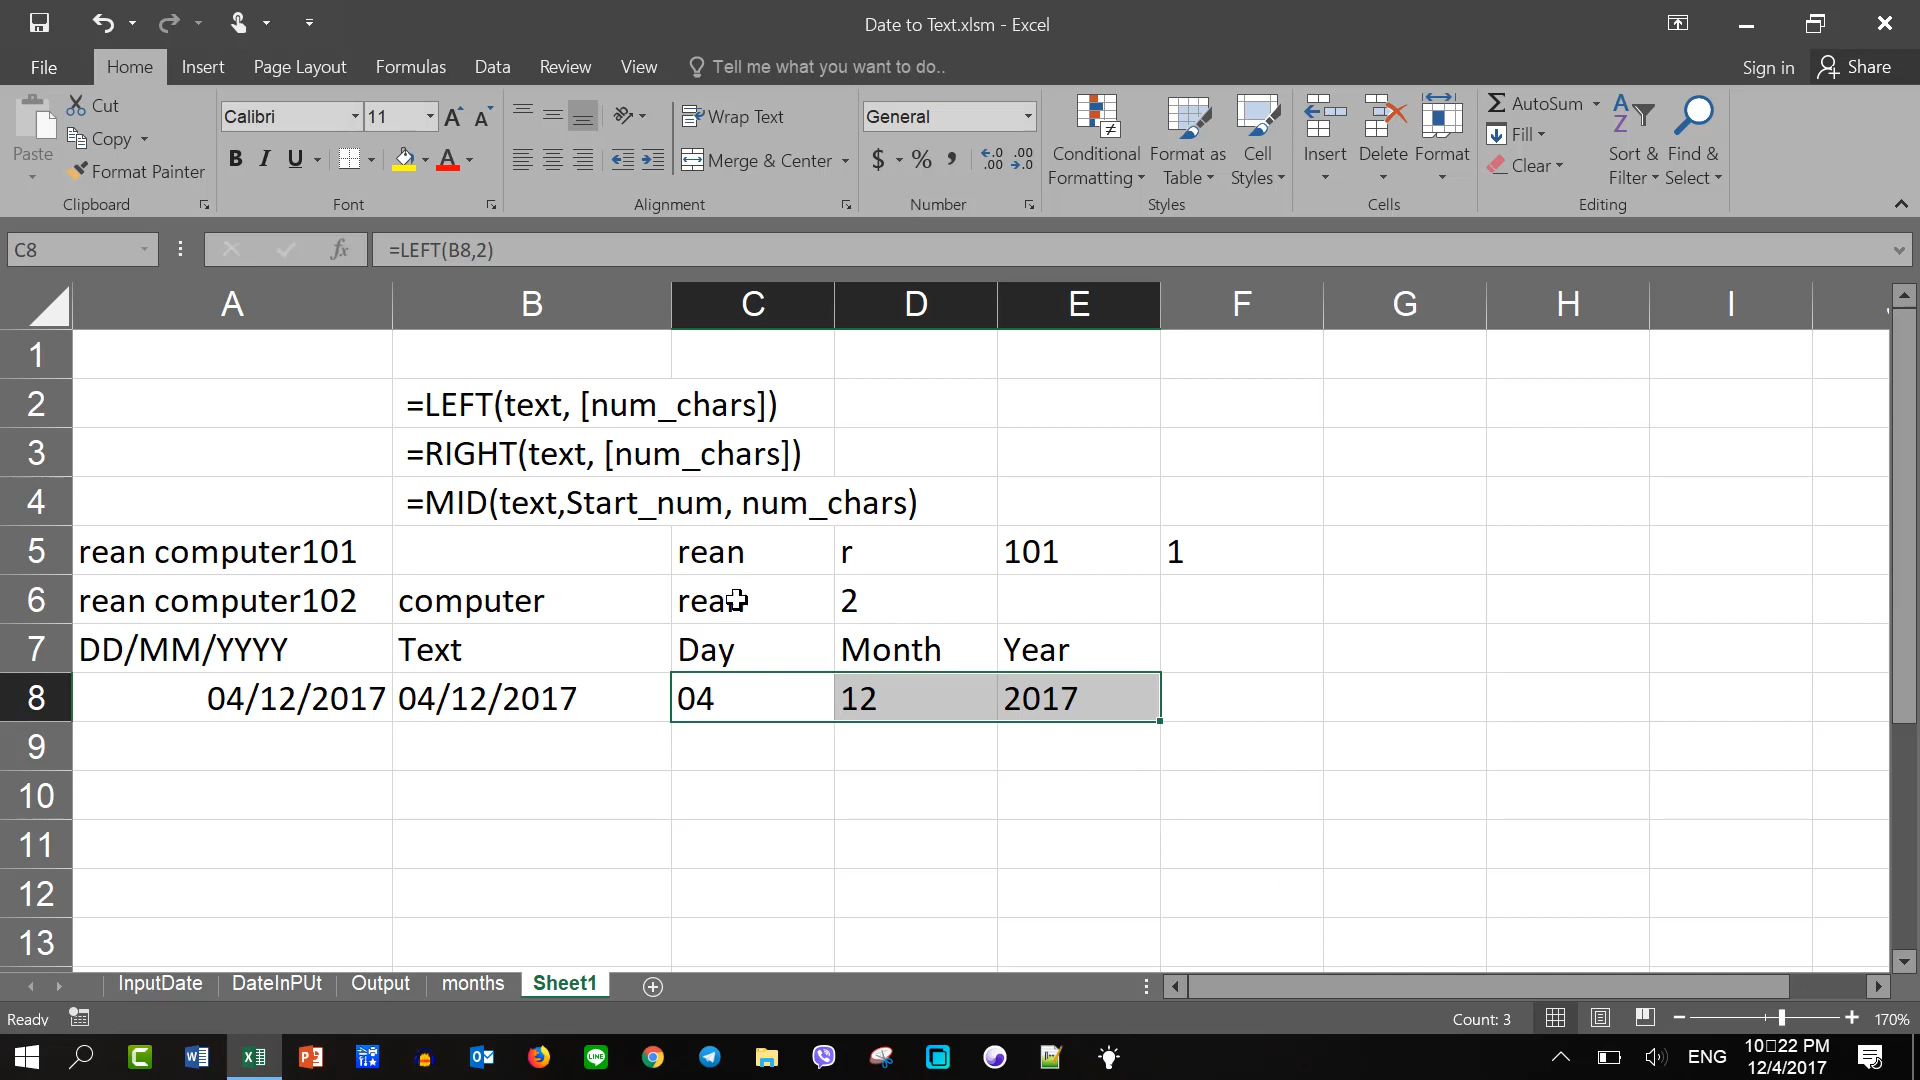 Date to Text.xlsm - Excel
File Home Insert Page Layout Formulas Data Review View Tell me what you want to do.. Sign in Share
Paste Cut Copy Format Painter Clipboard
Calibri 11 B I U A Font
Wrap Text Merge & Center Alignment
General $ % , Number
Conditional Formatting Format as Table Cell Styles Styles
Insert Delete Format Cells
AutoSum Fill Clear Sort & Filter Find & Select Editing
C8 fx =LEFT(B8,2)
A B C D E F G H I
1
2 =LEFT(text, [num_chars])
3 =RIGHT(text, [num_chars])
4 =MID(text,Start_num, num_chars)
5 rean computer101 rean r 101 1
6 rean computer102 computer rean 2
7 DD/MM/YYYY Text Day Month Year
8 04/12/2017 04/12/2017 04 12 2017
9
10
11
12
13
InputDate DateInPUt Output months Sheet1
Ready Count: 3 170%
ENG 10□22 PM
12/4/2017